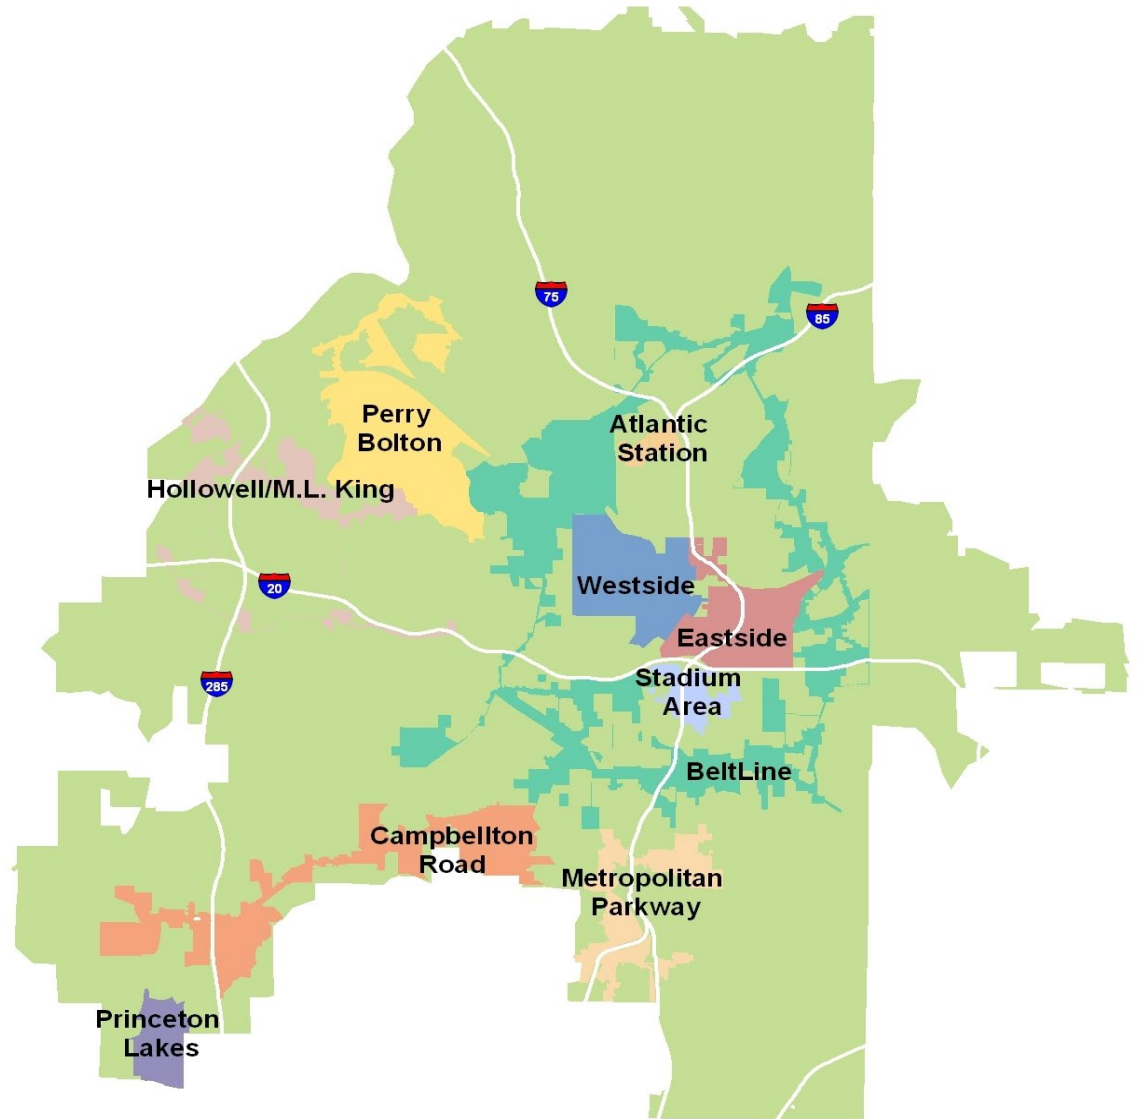 75
85
Perry
Bolton
Atlantic
Station
Hollowell/M.L. King
20
Westside
Eastside
285
Stadium
Area
BeltLine
Campbellton
Road
Metropolitan
Parkway
Princeton
Lakes